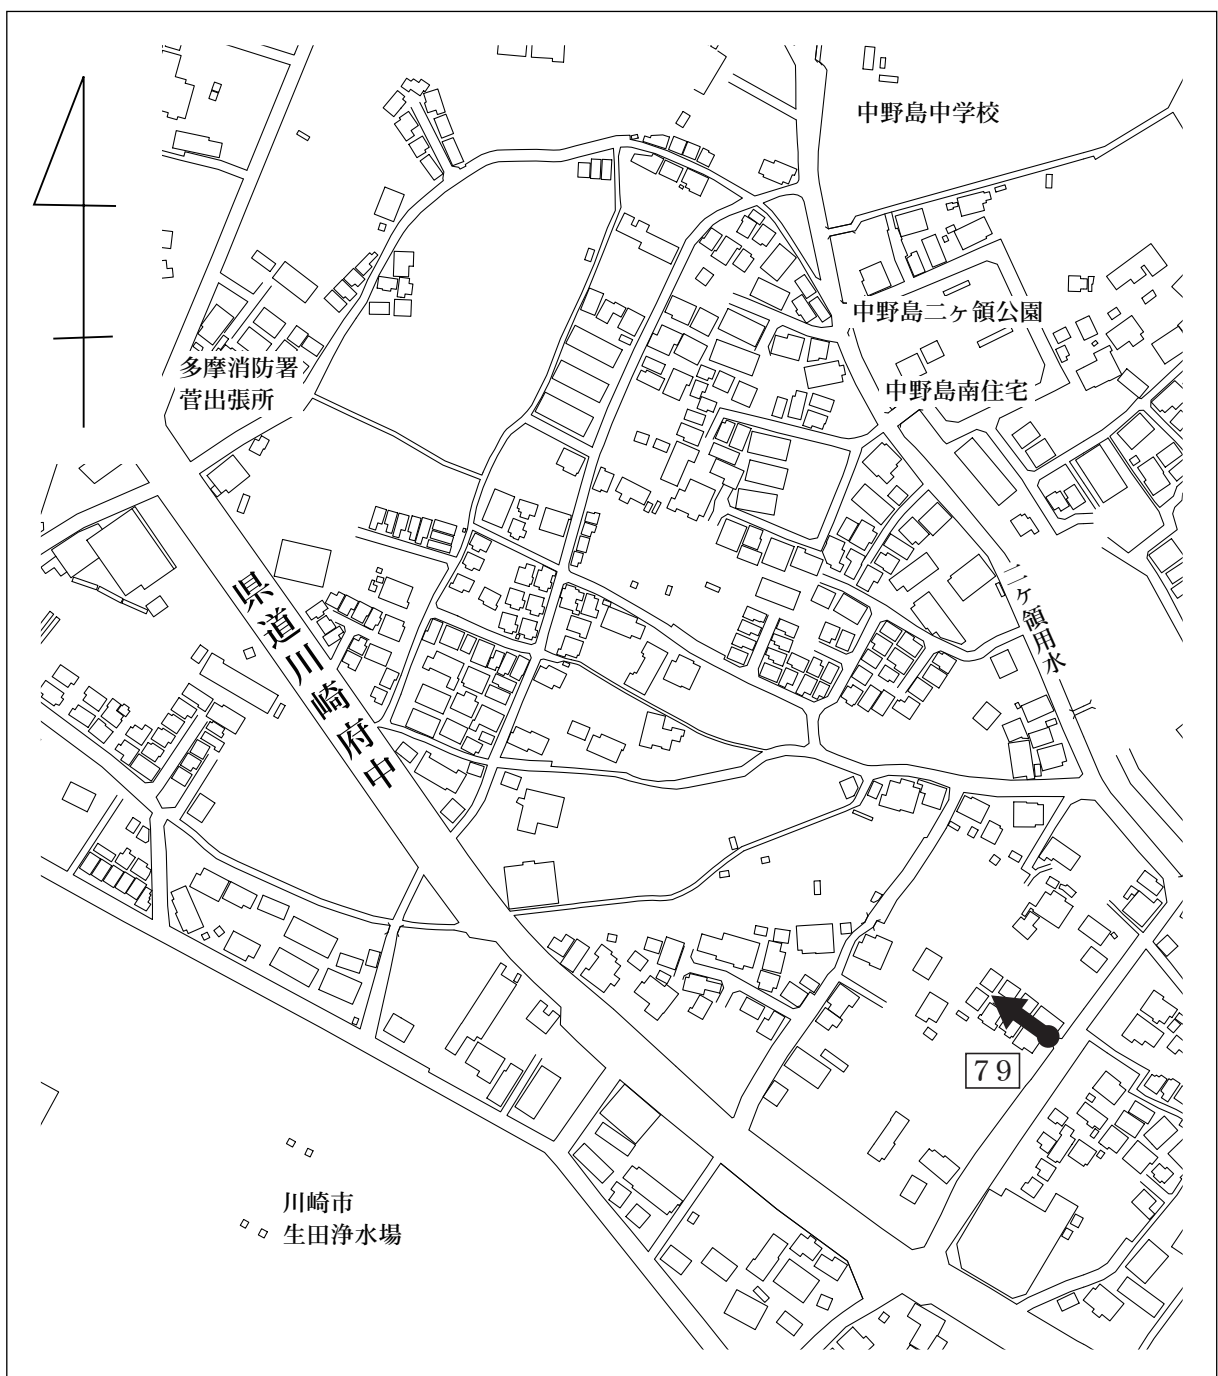 中野島中学校
中野島二ヶ領公園
多摩消防署
菅出張所
中野島南住宅
県道川崎府中
二ヶ領用水
79
川崎市
生田浄水場